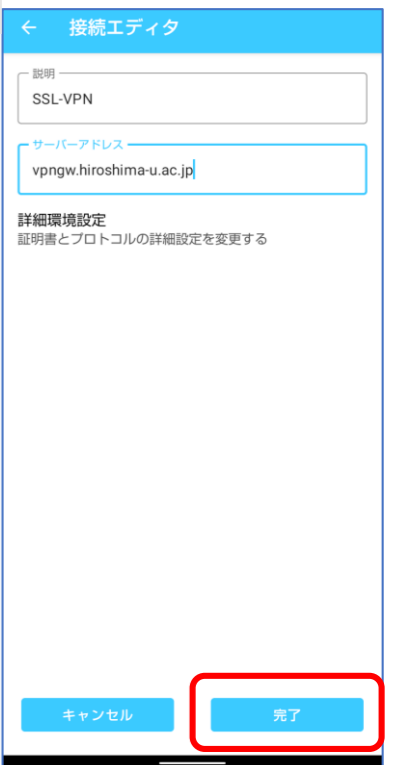 ← 接続エディタ
説明
SSL-VPN
サーバーアドレス
vpngw.hiroshima-u.ac.jp
詳細環境設定
証明書とプロトコルの詳細設定を変更する
キャンセル 完了